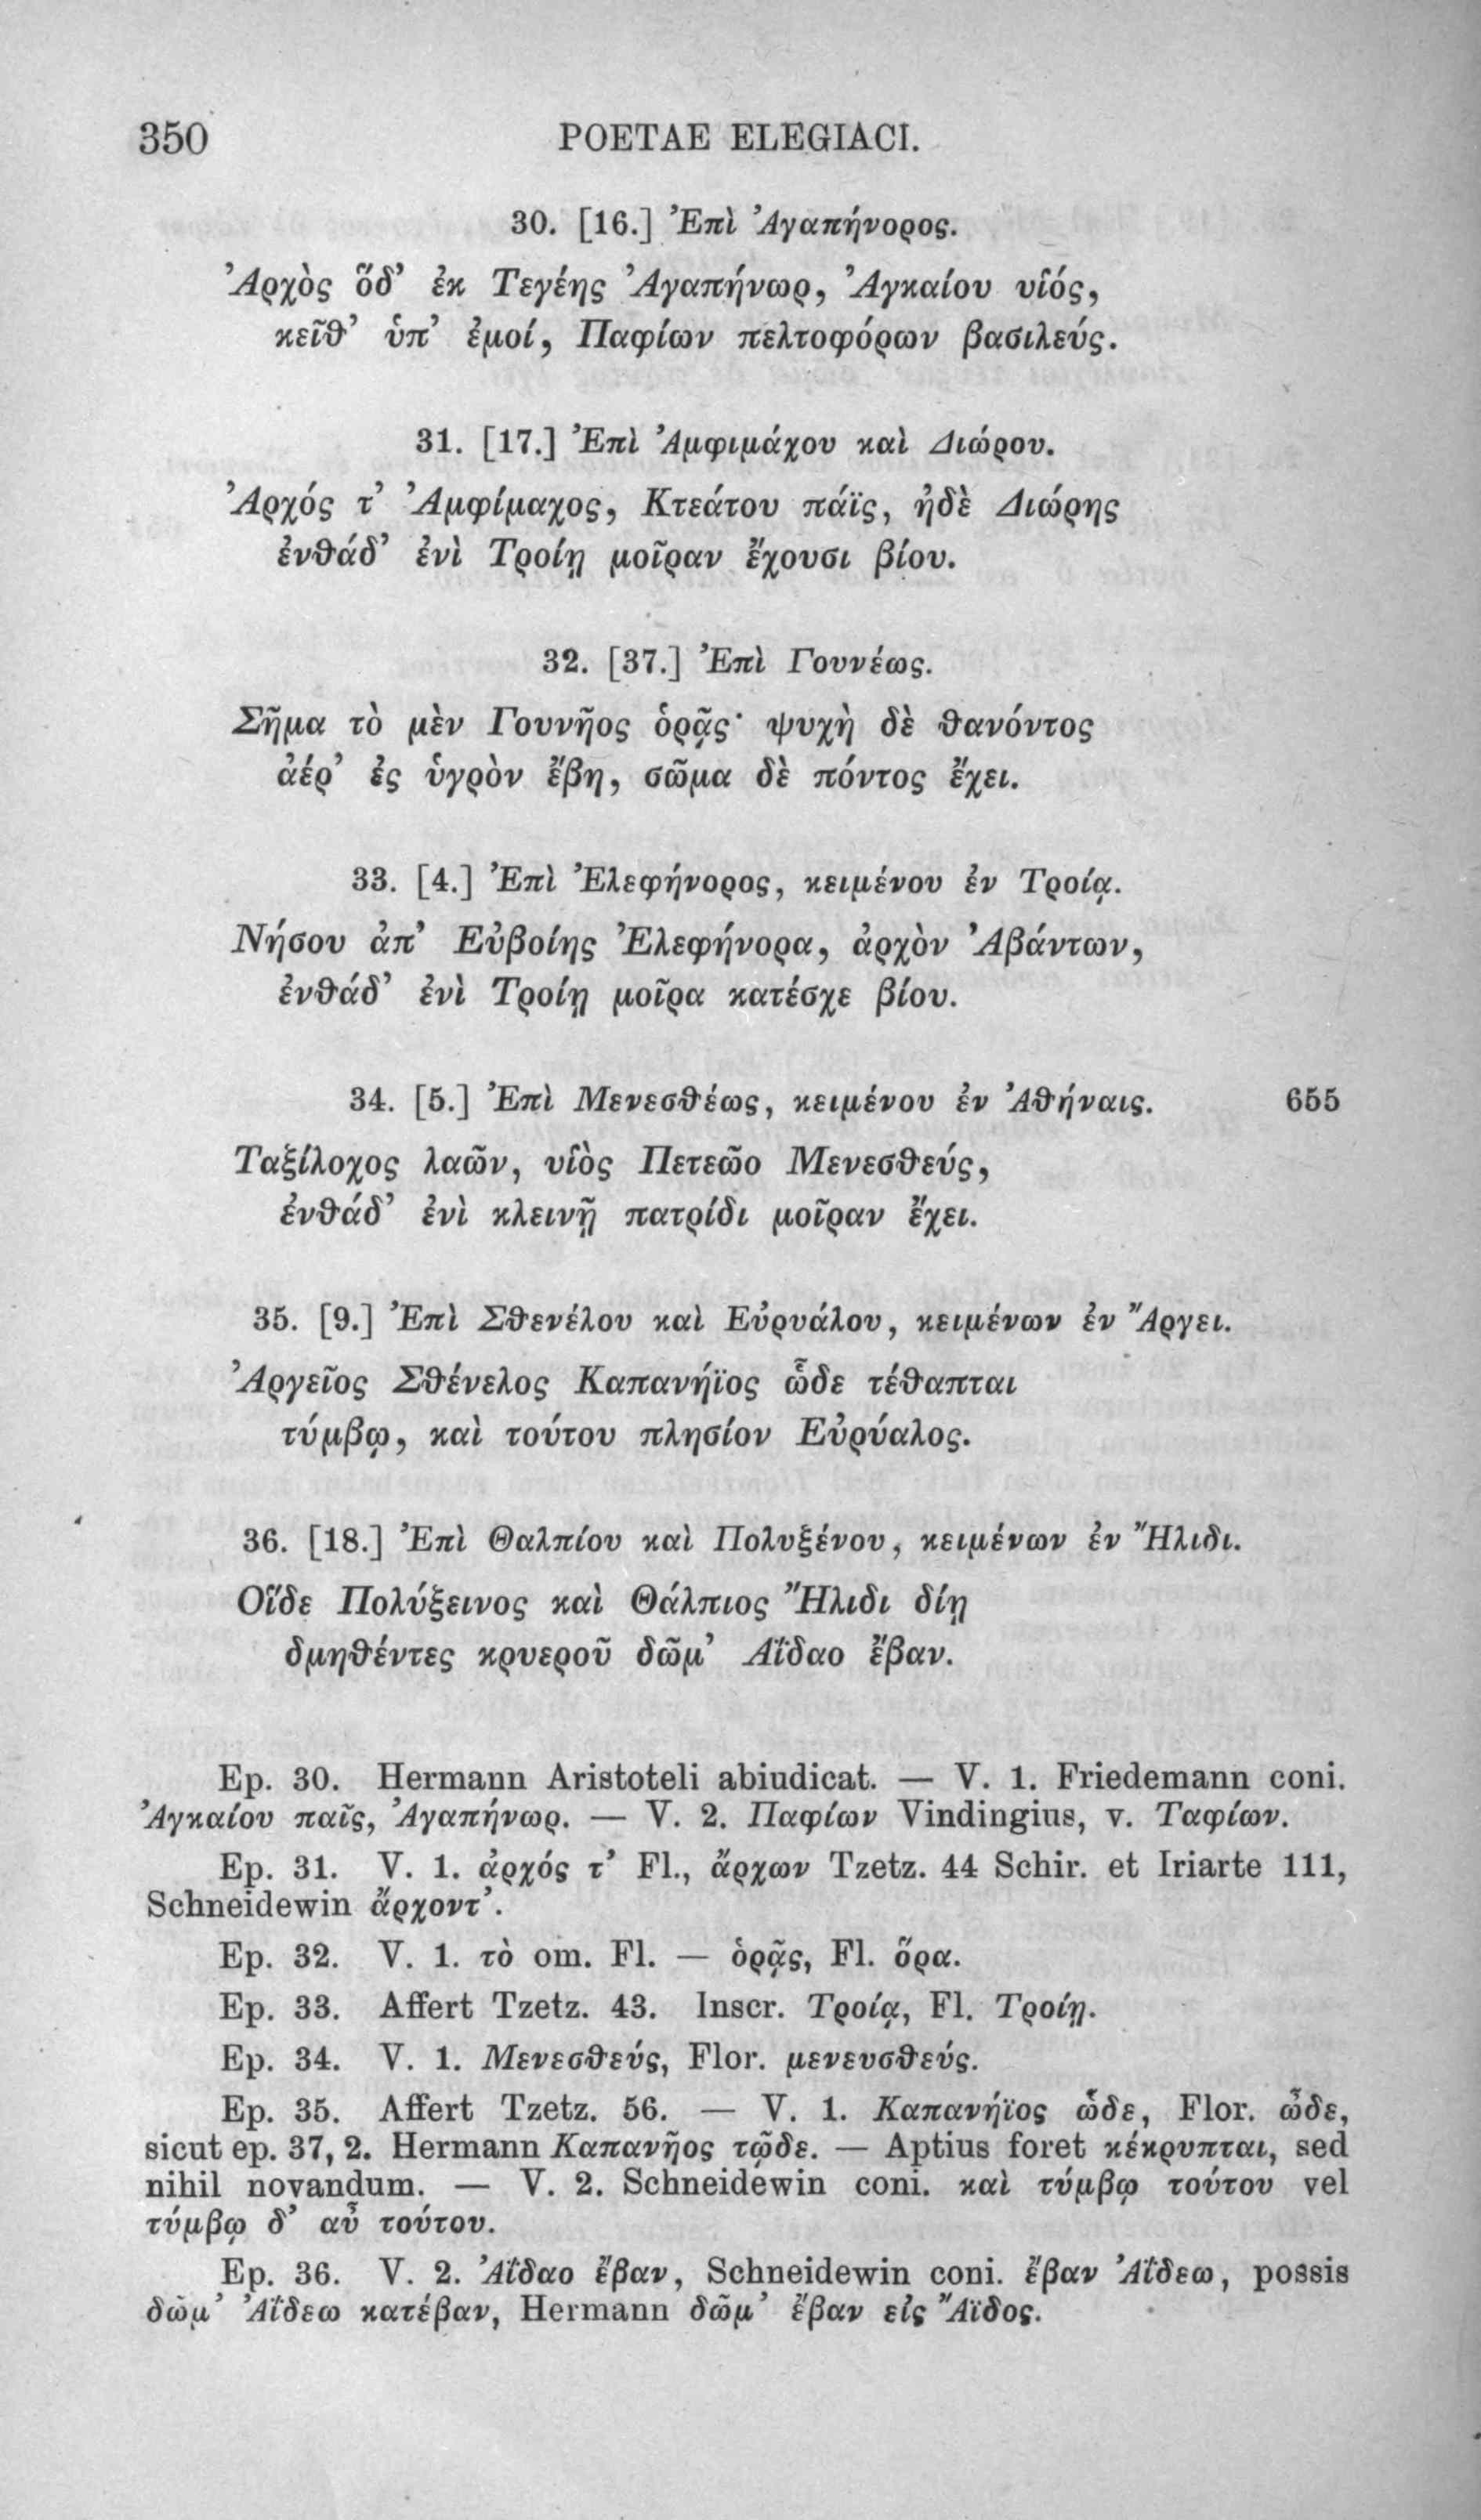 350
POETAE ELEGIACI.
30. [16.] Ἐπὶ Ἀγαπήνορος.
Ἀρχὸς ὅδ’ ἐκ Τεγέης Ἀγαπήνωρ, Ἀγκαίου υἱός,
κεῖϑ’ ὑπ’ ἐμοί, Παφίων πελτοφόρων βασιλεύς.
31. [17.] Ἐπὶ Ἀμφιμάχου καὶ Διώρου.
Ἀρχός τ’ Ἀμφίμαχος, Κτεάτου πάϊς, ἠδὲ Διώρης
ἐνϑάδ’ ἐνὶ Τροίῃ μοῖραν ἔχουσι βίου.
32. [37.] Ἐπὶ Γουνέως.
Σῆμα τὸ μὲν Γουνῆος ὁρᾷς· ψυχὴ δὲ ϑανόντος
ἀέρ’ ἐς ὑγρὸν ἔβη, σῶμα δὲ πόντος ἔχει.
33. [4.] Ἐπὶ Ἐλεφήνορος, κειμένου ἐν Τροίᾳ.
Νήσου ἀπ’ Εὐβοίης Ἐλεφήνορα, ἀρχὸν Ἀβάντων,
ἐνϑάδ’ ἐνὶ Τροίῃ μοῖρα κατέσχε βίου.
34. [5.] Ἐπὶ Μενεσϑέως, κειμένου ἐν Ἀϑήναις. 655
Ταξίλοχος λαῶν, υἱὸς Πετεῶο Μενεσϑεύς,
ἐνϑάδ’ ἐνὶ κλεινῇ πατρίδι μοῖραν ἔχει.
35. [9.] Ἐπὶ Σϑενέλου καὶ Εὐρυάλου, κειμένων ἐν Ἄργει.
Ἀργεῖος Σϑένελος Καπανήϊος ὧδε τέϑαπται
τύμβῳ, καὶ τούτου πλησίον Εὐρύαλος.
36. [18.] Ἐπὶ Θαλπίου καὶ Πολυξένου, κειμένων ἐν Ἤλιδι.
Οἵδε Πολύξεινος καὶ Θάλπιος Ἤλιδι δίῃ
δμηϑέντες κρυεροῦ δῶμ’ Αΐδαο ἔβαν.
Ep. 30. Hermann Aristoteli abiudicat. — V. 1. Friedemann coni.
Ἀγκαίου παῖς, Ἀγαπήνωρ. — V. 2. Παφίων Vindingius, v. Ταφίων.
Ep. 31. V. 1. ἀρχός τ’ Fl., ἄρχων Tzetz. 44 Schir. et Iriarte 111,
Schneidewin ἄρχοντ’.
Ep. 32. V. 1. τὸ om. Fl. — ὁρᾷς, Fl. ὅρα.
Ep. 33. Affert Tzetz. 43. Inscr. Τροίᾳ, Fl. Τροίῃ.
Ep. 34. V. 1. Μενεσϑεύς, Flor. μενευσϑεύς.
Ep. 35. Affert Tzetz. 56. — V. 1. Καπανήϊος ὧδε, Flor. ὦδε,
sicut ep. 37, 2. Hermann Καπανῆος τῷδε. — Aptius foret κέκρυπται, sed
nihil novandum. — V. 2. Schneidewin coni. καὶ τύμβῳ τούτου vel
τύμβῳ δ’ αὖ τούτου.
Ep. 36. V. 2. Ἀΐδαο ἔβαν, Schneidewin coni. ἔβαν Ἀΐδεω, possis
δῶμ’ Ἀΐδεω κατέβαν, Hermann δῶμ’ ἔβαν εἰς Ἄϊδος.